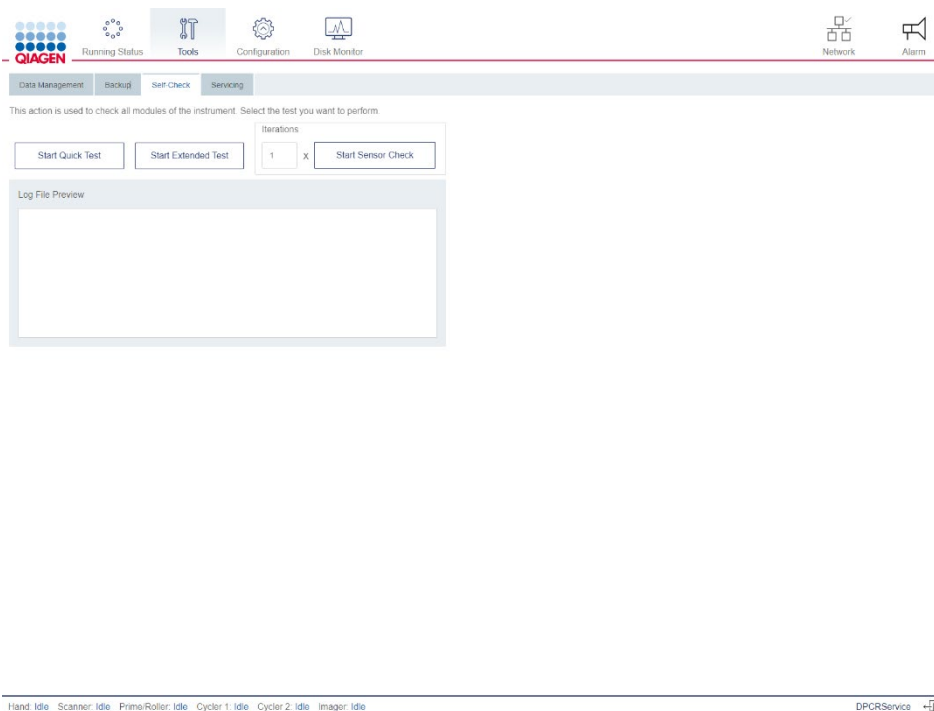 QIAGEN
Running Status Tools Configuration Disk Monitor Network Alarm
Data Management Backup Self-Check Servicing
This action is used to check all modules of the instrument. Select the test you want to perform.
Iterations
Start Quick Test Start Extended Test 1 X Start Sensor Check
Log File Preview
Hand: Idle Scanner: Idle Prime/Roller: Idle Cycler 1: Idle Cycler 2: Idle Imager: Idle DPCRService